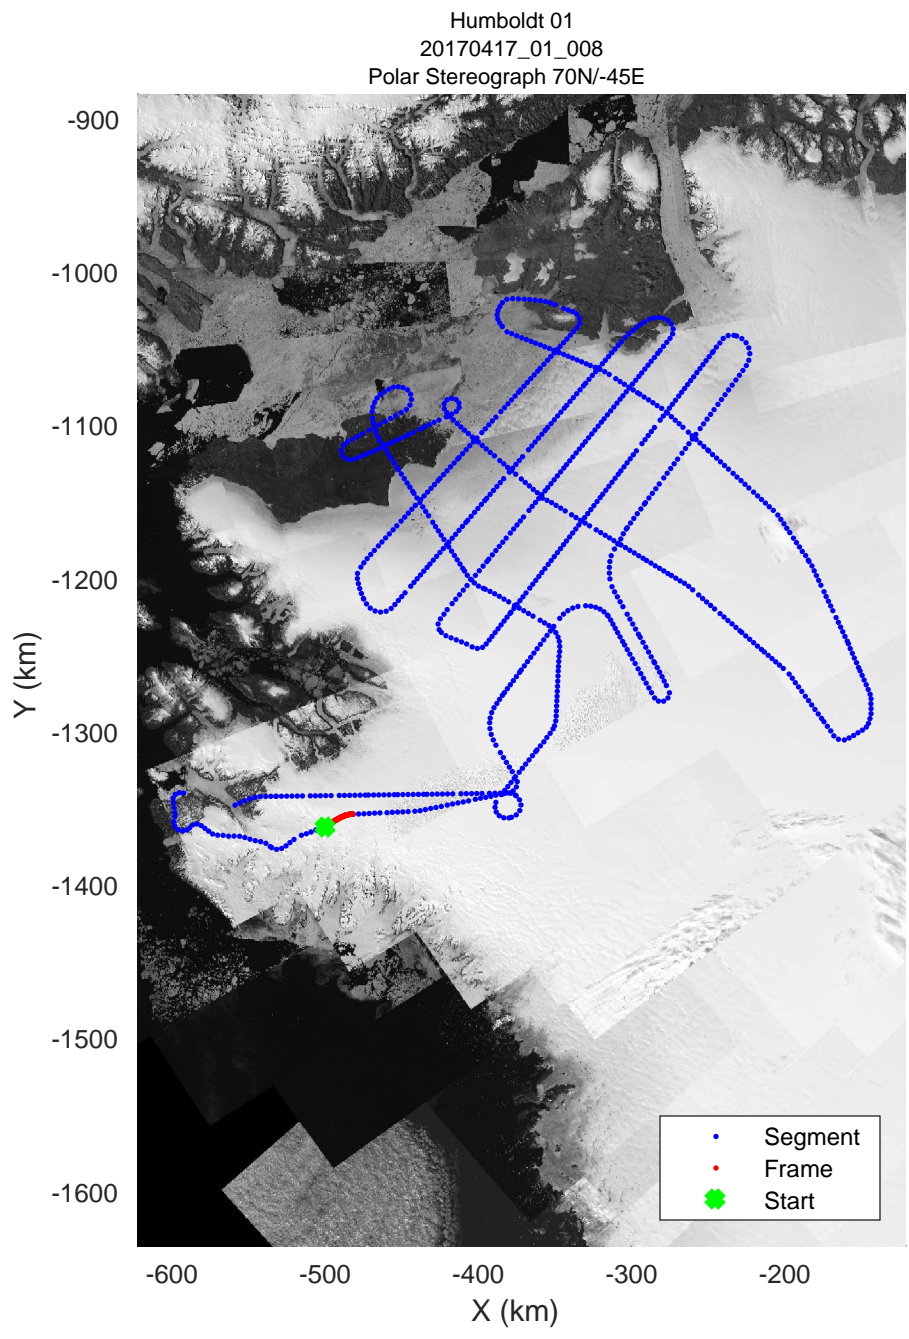 Humboldt 01
20170417_01_008
Polar Stereograph 70N/-45E
-900
-1000
-1100
-1200
-1300
-1400
-1500
-1600
Y (km)
Segment
Frame
Start
-600 -500 -400 -300 -200
X (km)